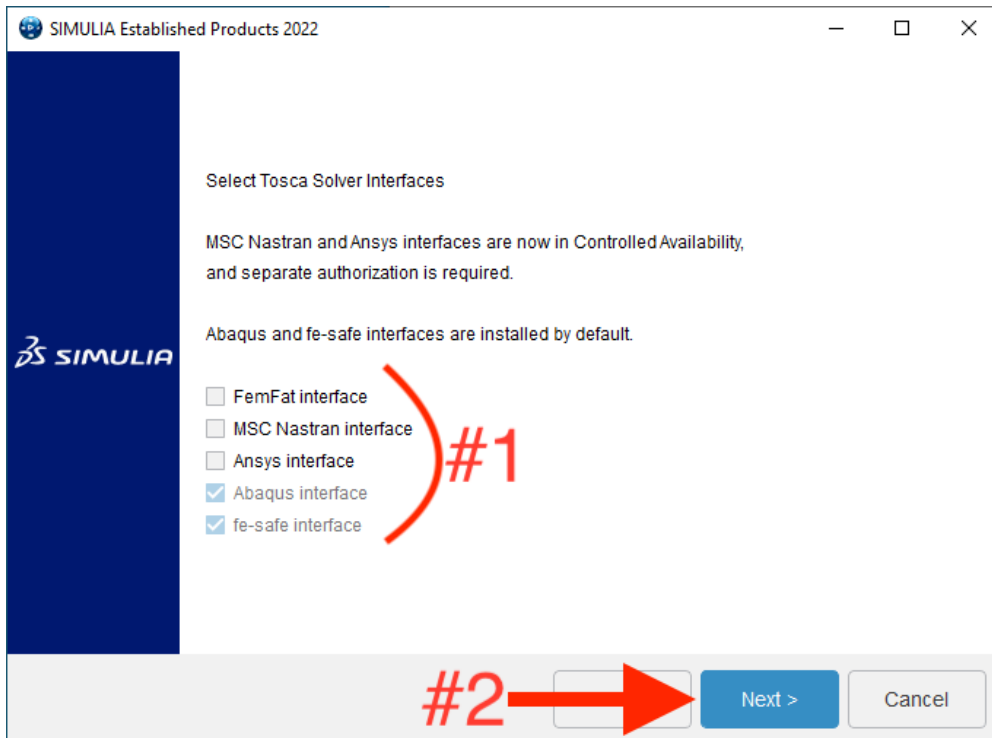 SIMULIA Established Products 2022
Select Tosca Solver Interfaces
MSC Nastran and Ansys interfaces are now in Controlled Availability,
and separate authorization is required.
Abaqus and fe-safe interfaces are installed by default.
SIMULIA
FemFat interface
MSC Nastran interface
Ansys interface
Abaqus interface
fe-safe interface
#1
#2
Next >
Cancel